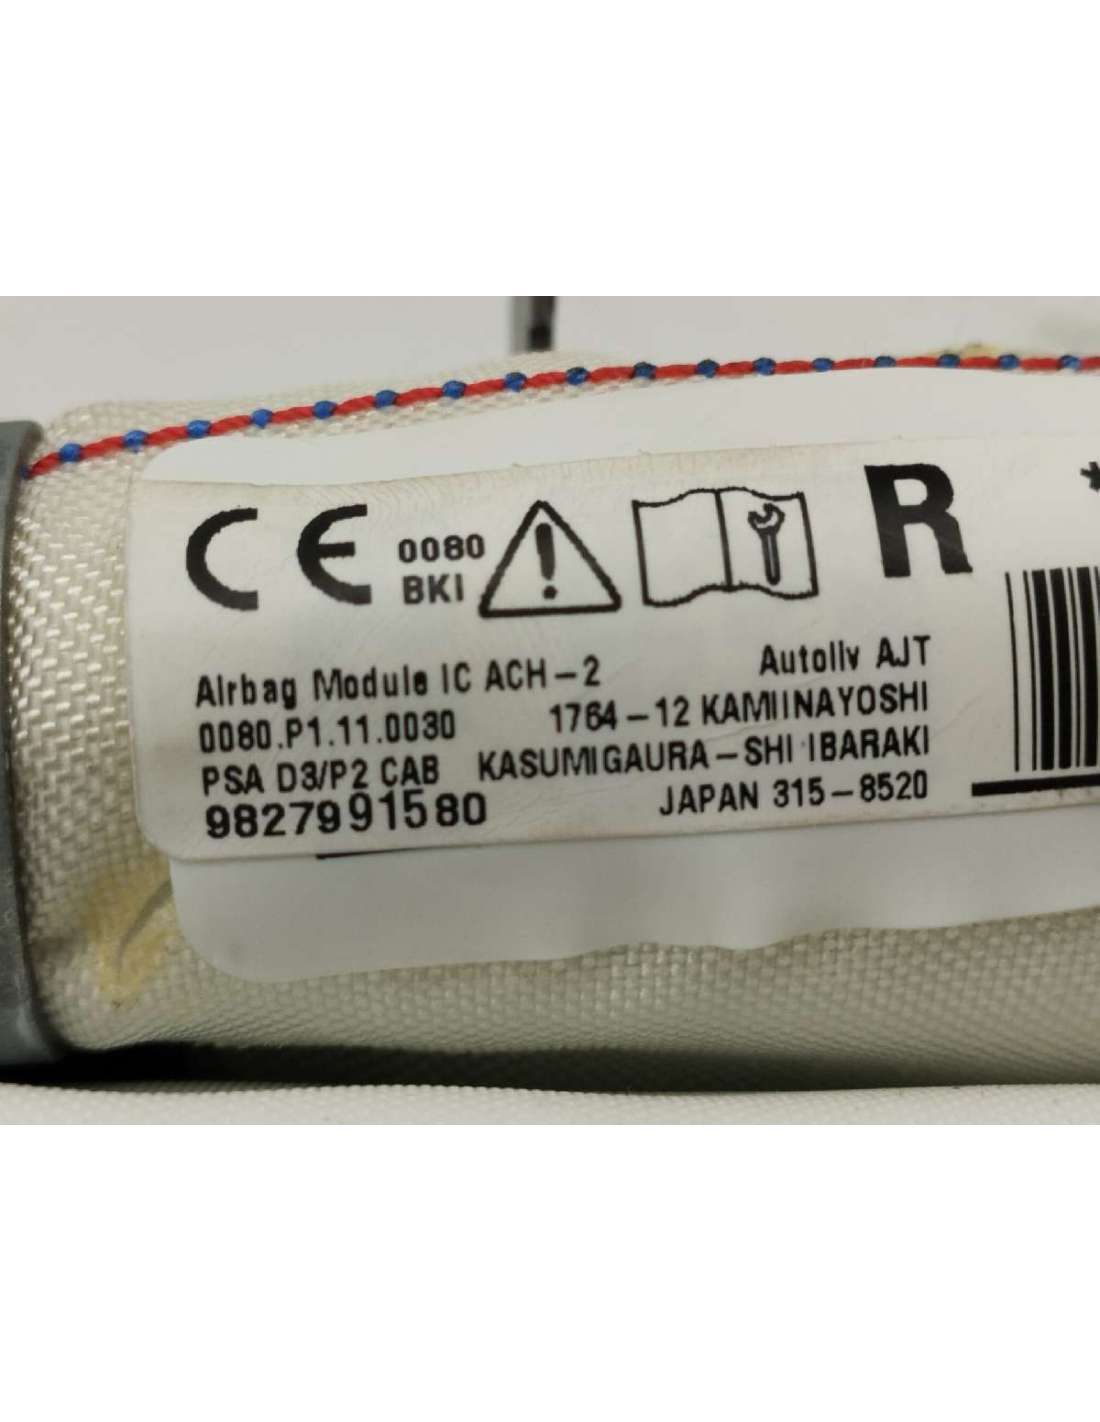 CE 0080 BKI R *
Airbag Module IC ACH-2
0080.P1.11.0030
PSA D3/P2 CAB
9827991580
Autoliv AJT
1764-12 KAMIINAYOSHI
KASUMIGAURA-SHI IBARAKI
JAPAN 315-8520